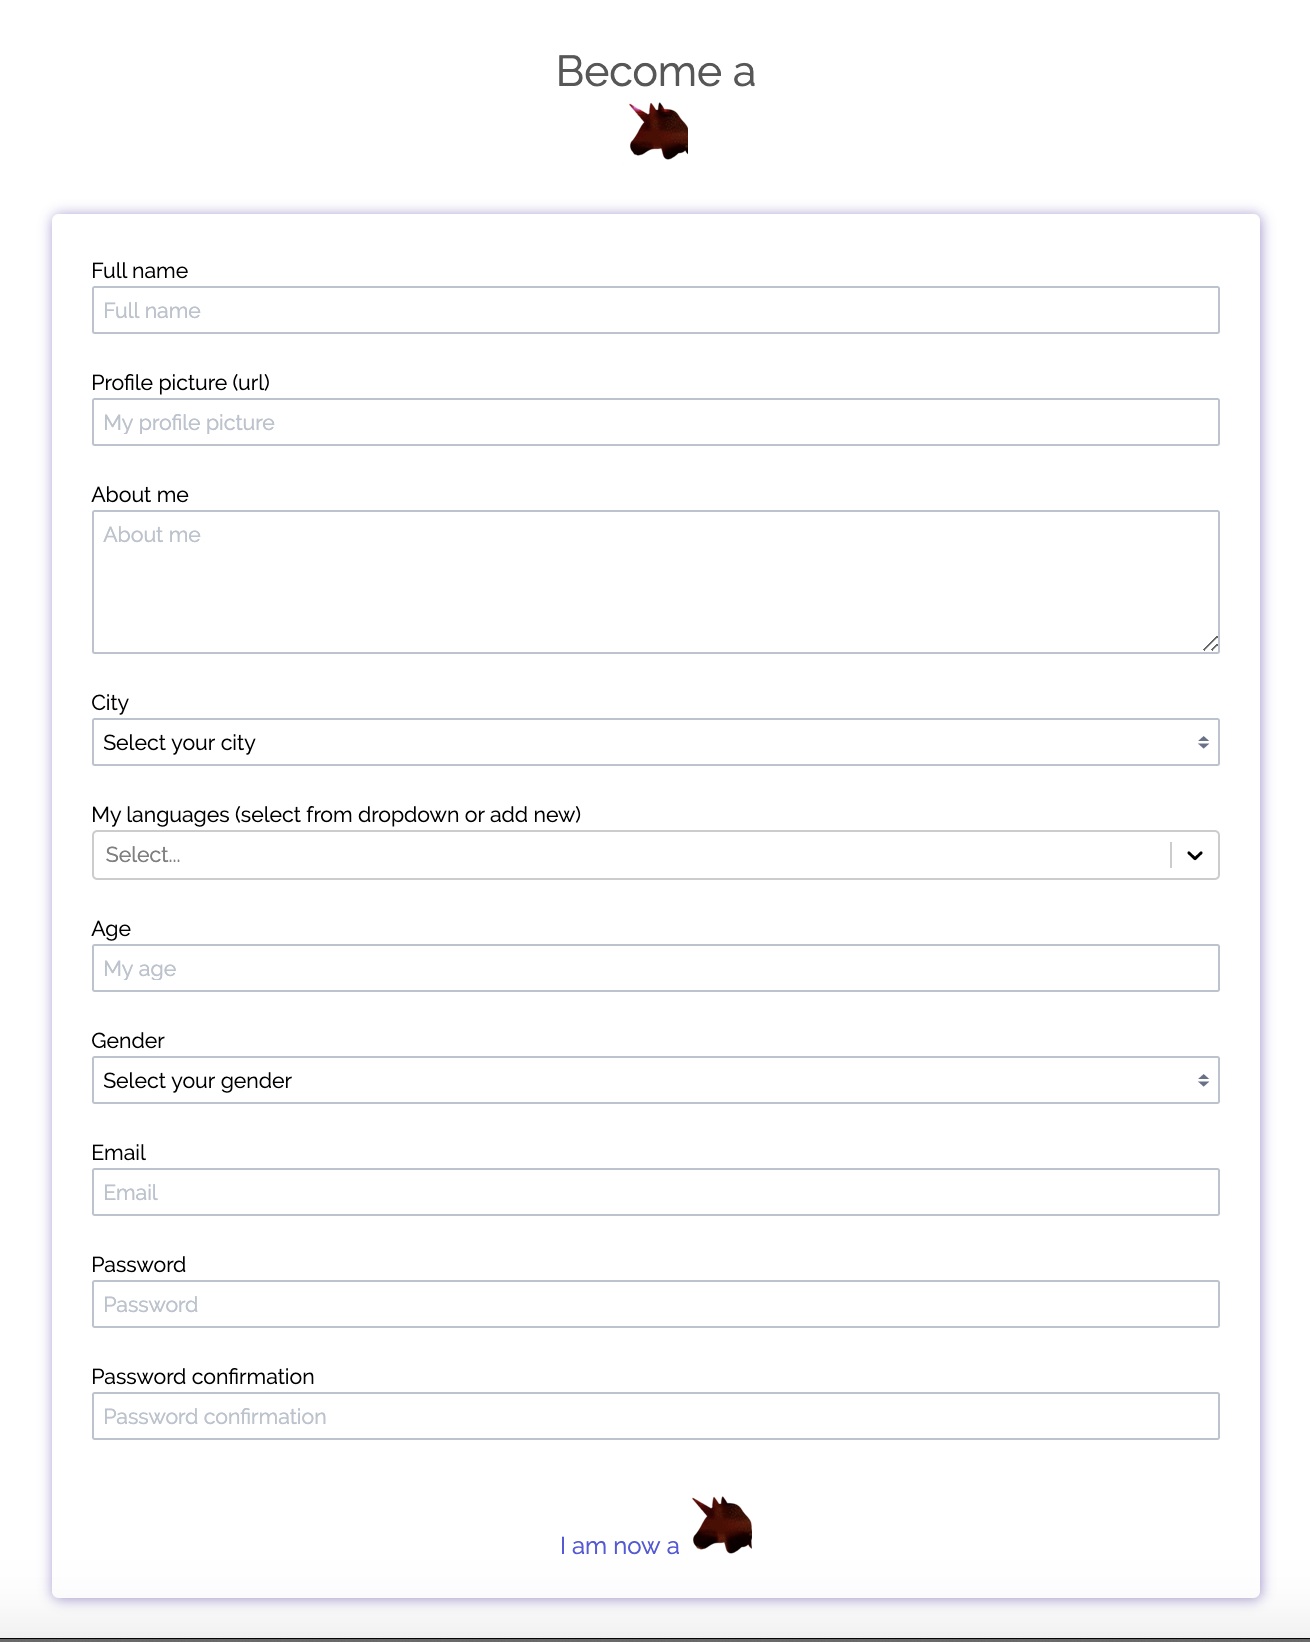 Become a
Full name
Full name
Profile picture (url)
My profile picture
About me
About me
City
Select your city
My languages (select from dropdown or add new)
Select...
Age
My age
Gender
Select your gender
Email
Email
Password
Password
Password confirmation
Password confirmation
I am now a